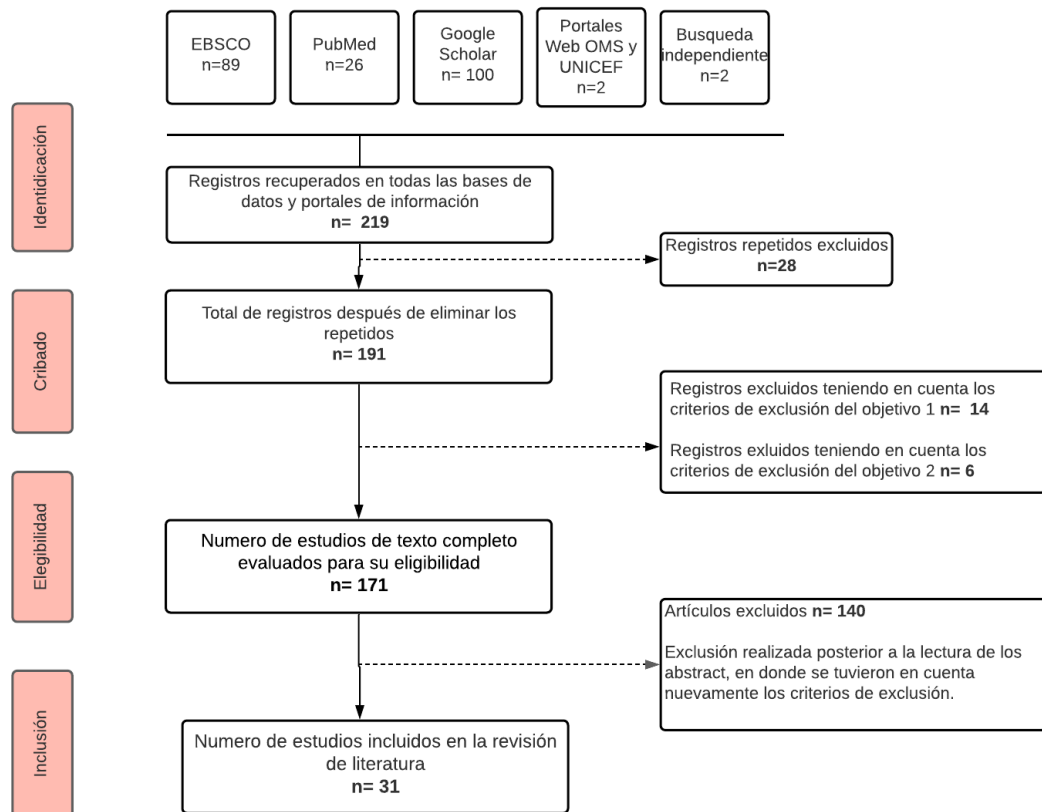 EBSCO
n=89
PubMed
n=26
Google
Scholar
n= 100
Portales
Web OMS y
UNICEF
n=2
Busqueda
independiente
n=2
Identidicación
Registros recuperados en todas las bases de
datos y portales de información
n= 219
Registros repetidos excluidos
n=28
Cribado
Total de registros después de eliminar los
repetidos
n= 191
Registros excluidos teniendo en cuenta los
criterios de exclusión del objetivo 1 n= 14
Registros exluidos teniendo en cuenta los
criterios de exclusión del objetivo 2 n= 6
Elegibilidad
Numero de estudios de texto completo
evaluados para su eligibilidad
n= 171
Artículos excluidos n= 140
Exclusión realizada posterior a la lectura de los
abstract, en donde se tuvieron en cuenta
nuevamente los criterios de exclusión.
Inclusión
Numero de estudios incluidos en la revisión
de literatura
n= 31